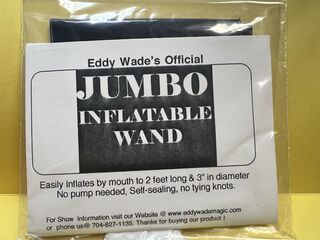 Eddy Wade's Official
JUMBO
INFLATABLE
WAND
Easily Inflates by mouth to 2 feet long & 3" in diameter
No pump needed, Self-sealing, no tying knots.
For Show Information visit our Website @ www.eddywademagic.com
or phone us@ 704-827-1135. Thanks for buying our product !